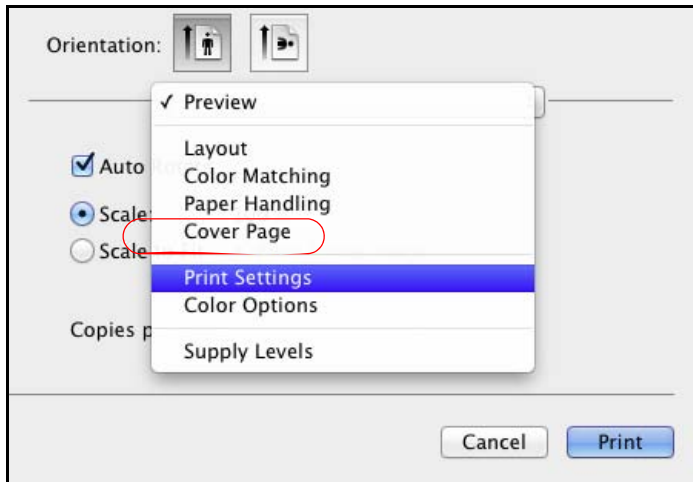 Orientation:
✓ Preview
Layout
Auto
Color Matching
Paper Handling
Scale:
Cover Page
Scale
Print Settings
Color Options
Copies p
Supply Levels
Cancel Print